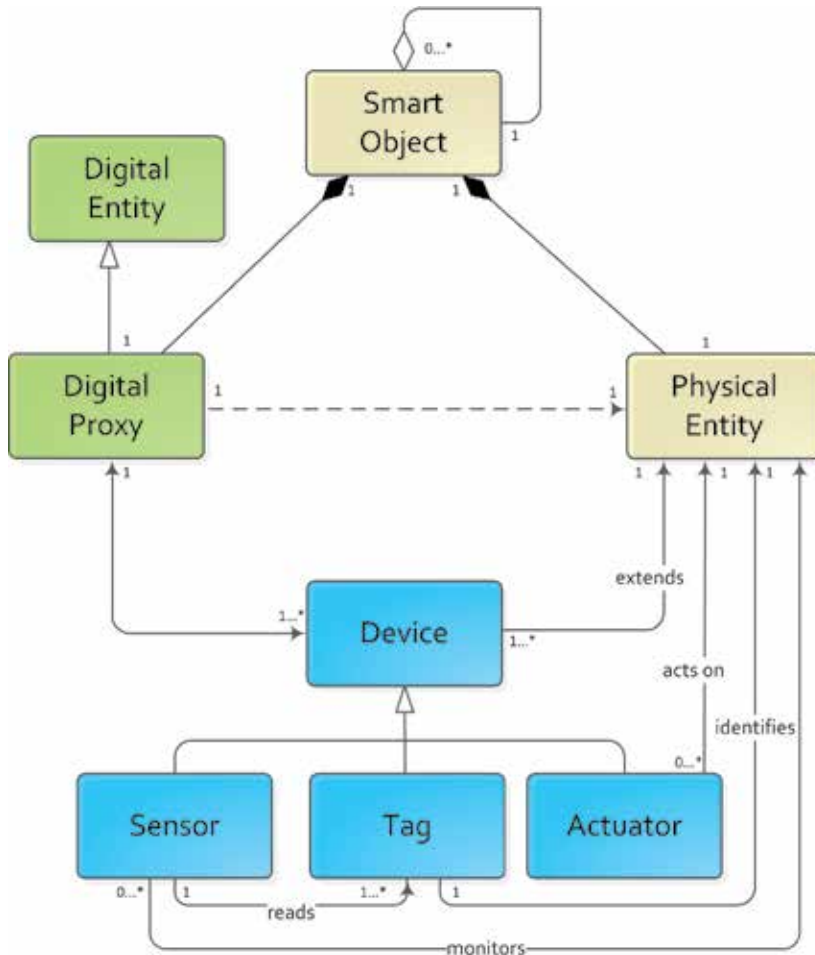 0...*
Smart
Object
1
Digital
Entity
1
1
1
1
Digital
Proxy
1
1
Physical
Entity
1
1
1
1
extends
1...*
Device
1...*
acts on
identifies
0...*
Sensor
Tag
Actuator
0...*
1
reads
1...*
1
monitors